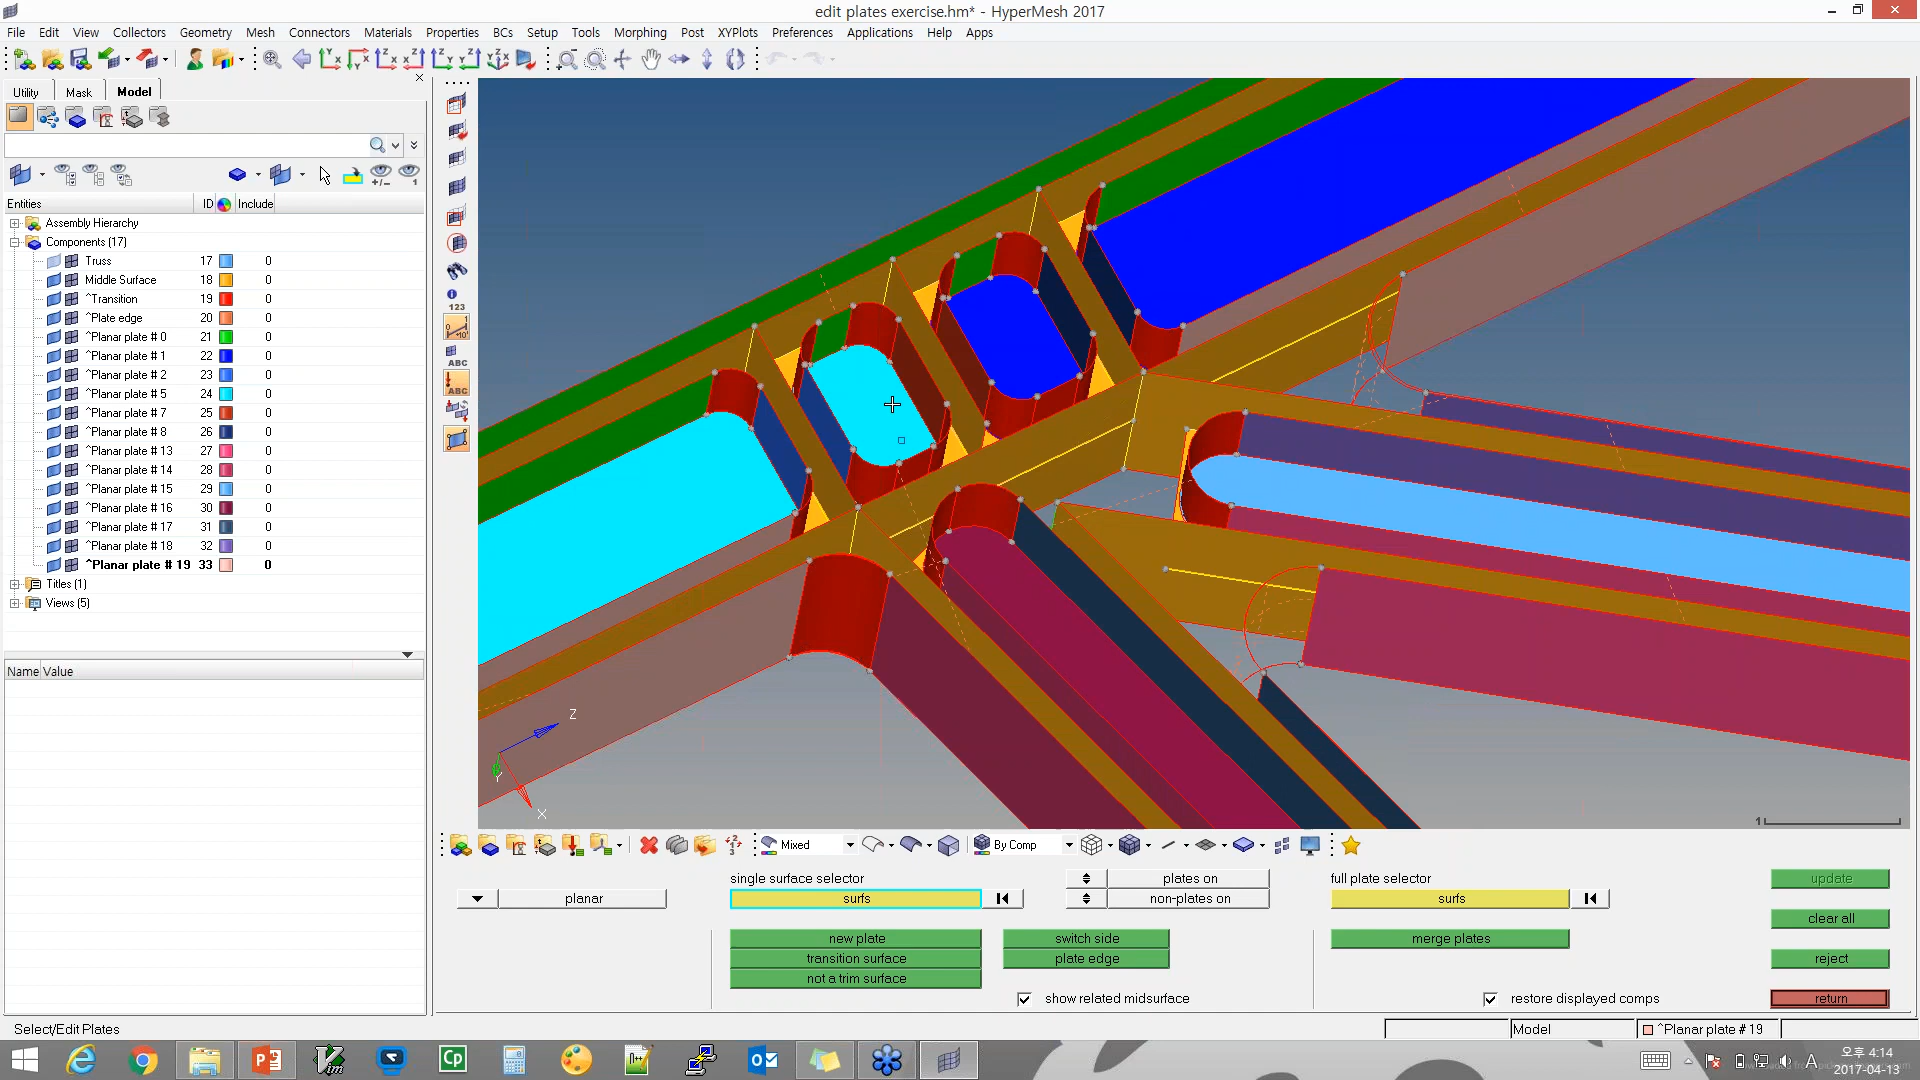 edit plates exercise.hm* - HyperMesh 2017
File Edit View Collectors Geometry Mesh Connectors Materials Properties BCs Setup Tools Morphing Post XYPlots Preferences Applications Help Apps
Utility Mask Model
Entities ID Include
Assembly Hierarchy
Components (17)
Truss 17 0
Middle Surface 18 0
^Transition 19 0
^Plate edge 20 0
^Planar plate # 0 21 0
^Planar plate # 1 22 0
^Planar plate # 2 23 0
^Planar plate # 5 24 0
^Planar plate # 7 25 0
^Planar plate # 8 26 0
^Planar plate # 13 27 0
^Planar plate # 14 28 0
^Planar plate # 15 29 0
^Planar plate # 16 30 0
^Planar plate # 17 31 0
^Planar plate # 18 32 0
^Planar plate # 19 33 0
Titles (1)
Views (5)
Name Value
123
ABC
ABC
Z
Y
X
1
Mixed By Comp
single surface selector
full plate selector
planar
surfs
plates on
non-plates on
surfs
update
clear all
new plate
switch side
merge plates
transition surface
plate edge
reject
not a trim surface
show related midsurface
restore displayed comps
return
Select/Edit Plates
Model
^Planar plate # 19
Cp
A
오후 4:14
2017-04-13